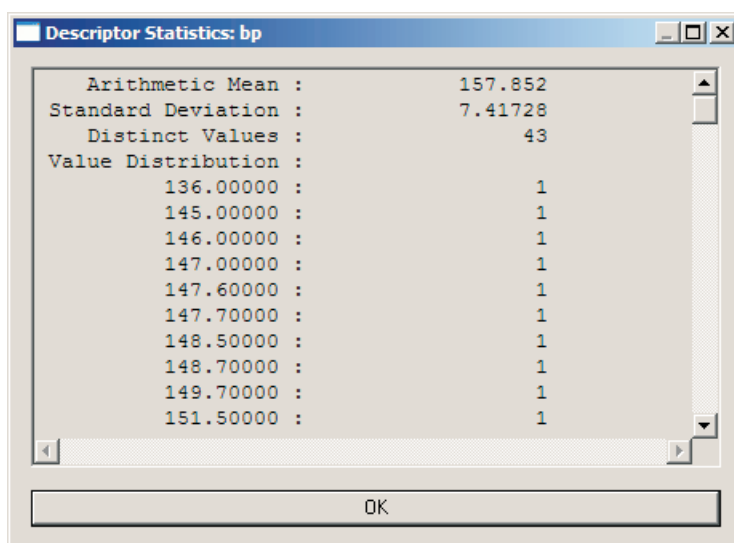 Descriptor Statistics: bp
Arithmetic Mean : 157.852
Standard Deviation : 7.41728
Distinct Values : 43
Value Distribution :
136.00000 : 1
145.00000 : 1
146.00000 : 1
147.00000 : 1
147.60000 : 1
147.70000 : 1
148.50000 : 1
148.70000 : 1
149.70000 : 1
151.50000 : 1
OK